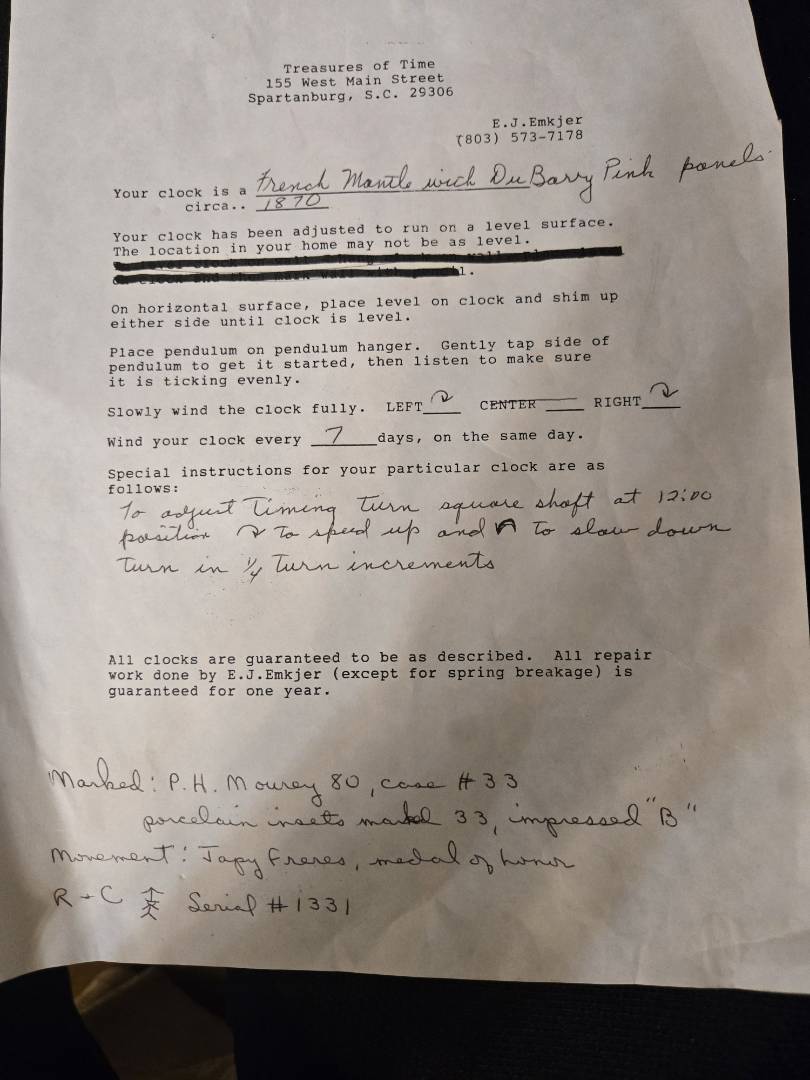 Treasures of Time
155 West Main Street
Spartanburg, S.C. 29306
E.J.Emkjer
(803) 573-7178
Your clock is a French Mantle with Du Barry Pink panels
circa.. 1870
Your clock has been adjusted to run on a level surface.
The location in your home may not be as level.
On horizontal surface, place level on clock and shim up
either side until clock is level.
Place pendulum on pendulum hanger. Gently tap side of
pendulum to get it started, then listen to make sure
it is ticking evenly.
Slowly wind the clock fully. LEFT ↷ CENTER RIGHT ↷
Wind your clock every 7 days, on the same day.
Special instructions for your particular clock are as
follows:
To adjust Timing turn square shaft at 12:00
position ↷ To speed up and ↶ To slow down
Turn in 1/4 Turn increments
All clocks are guaranteed to be as described. All repair
work done by E.J.Emkjer (except for spring breakage) is
guaranteed for one year.
Marked: P.H. Mourey 80, case #33
porcelain insets marked 33, impressed "B"
Movement: Japy Freres, medal of honor
R + C Serial #1331